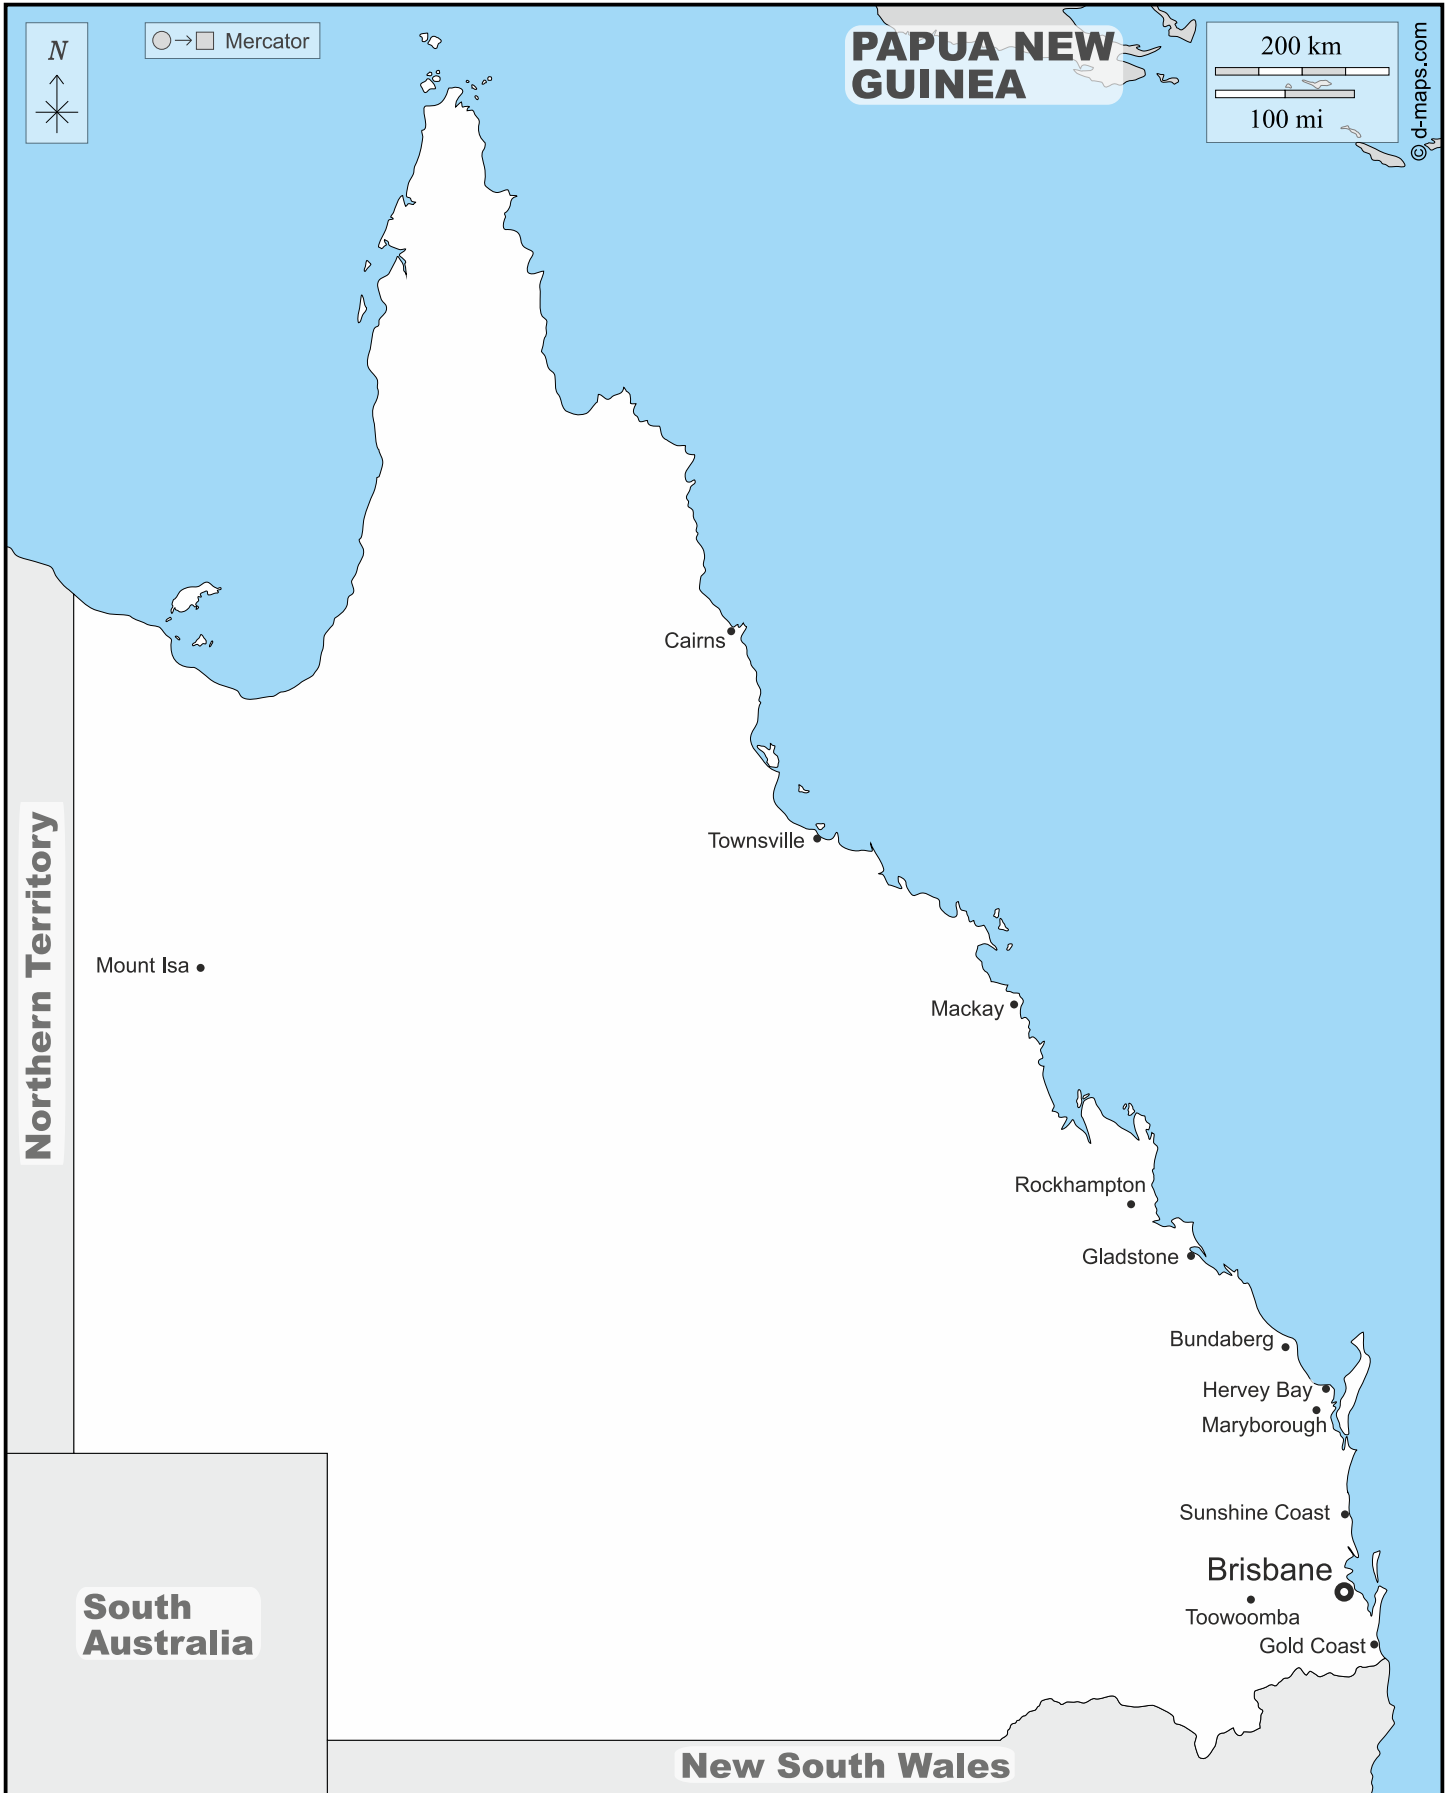 N
Mercator
PAPUA NEW
GUINEA
200 km
100 mi
© d-maps.com
Cairns
Townsville
Northern Territory
Mount Isa
Mackay
Rockhampton
Gladstone
Bundaberg
Hervey Bay
Maryborough
Sunshine Coast
Brisbane
Toowoomba
South
Australia
Gold Coast
New South Wales